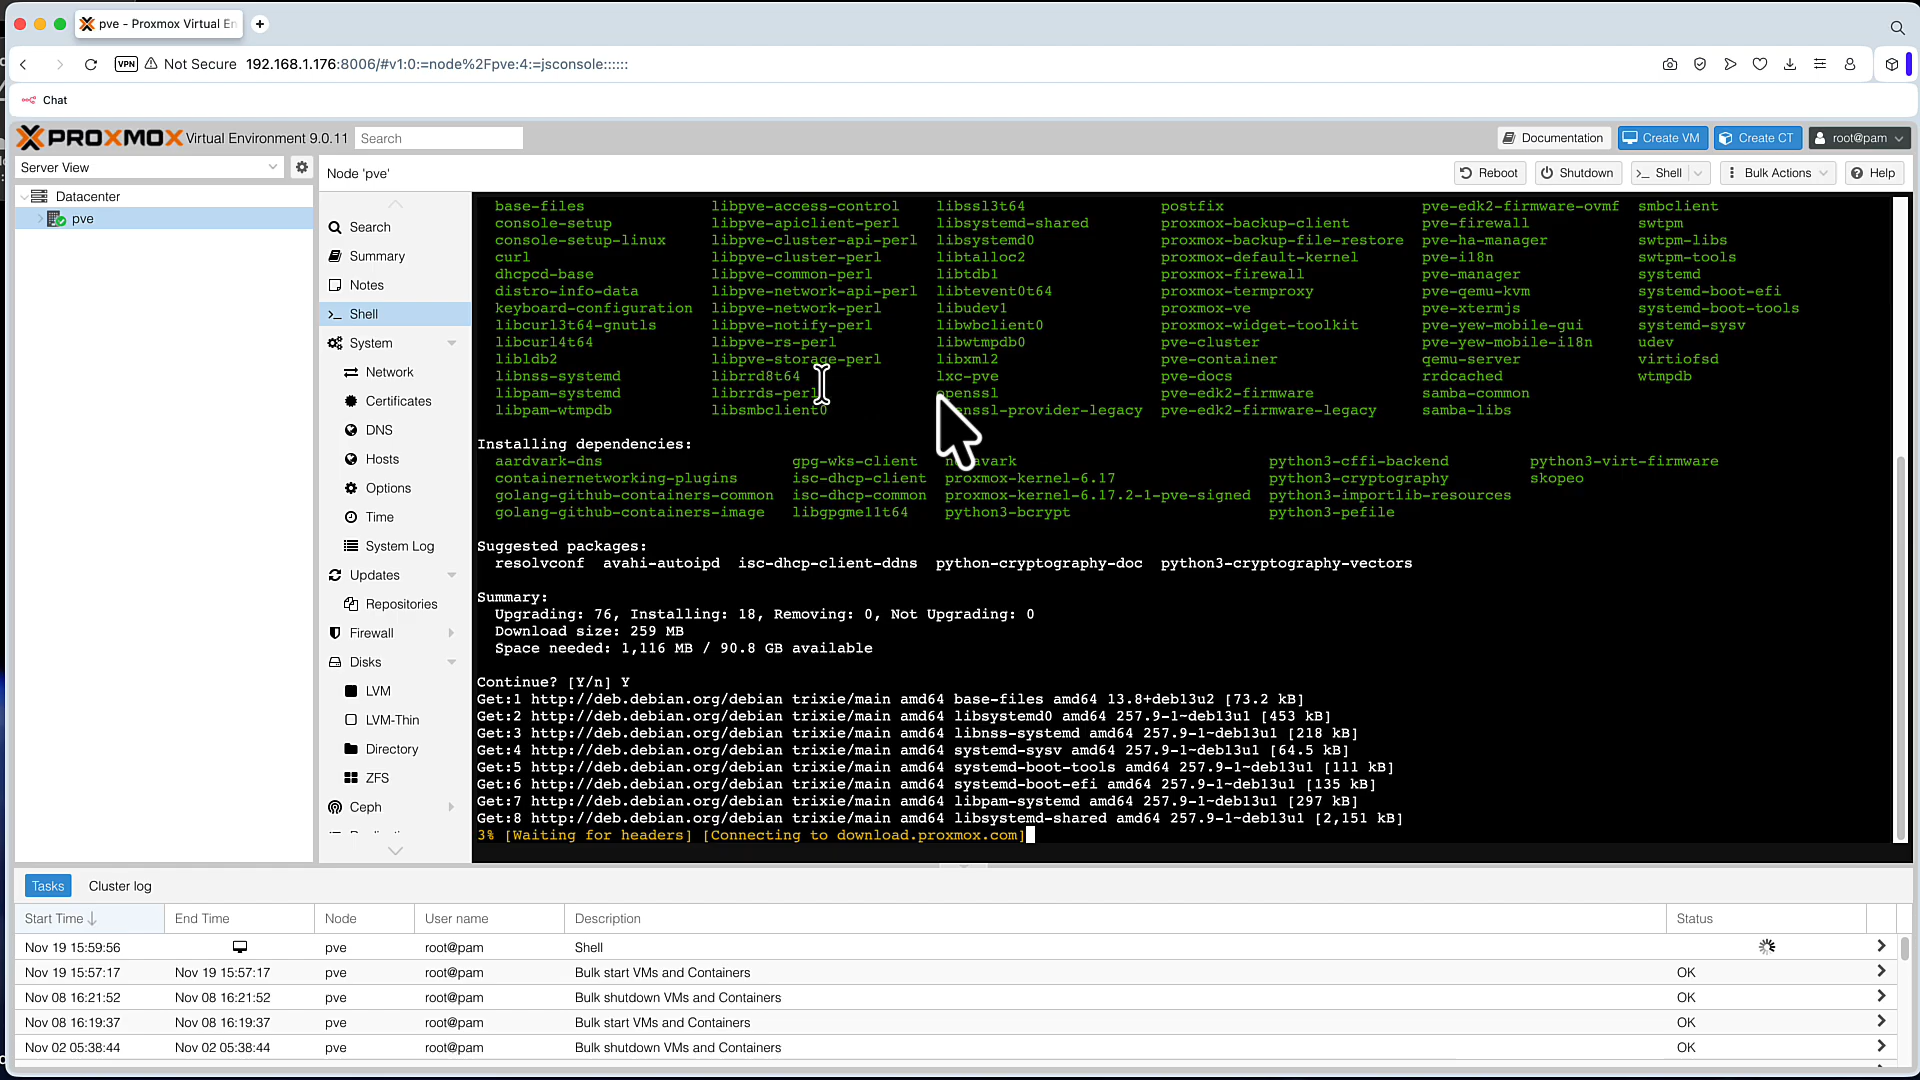 pve - Proxmox Virtual En
VPN Not Secure 192.168.1.176:8006/#v1:0:=node%2Fpve:4:=jsconsole::::::
Chat
PROXMOX Virtual Environment 9.0.11 Search Documentation Create VM Create CT root@pam
Server View
Node 'pve' Reboot Shutdown >_ Shell Bulk Actions Help
Datacenter
pve
Search
Summary
Notes
>_ Shell
System
Network
Certificates
DNS
Hosts
Options
Time
System Log
Updates
Repositories
Firewall
Disks
LVM
LVM-Thin
Directory
ZFS
Ceph
base-files libpve-access-control libssl3t64 postfix pve-edk2-firmware-ovmf smbclient
console-setup libpve-apiclient-perl libsystemd-shared proxmox-backup-client pve-firewall swtpm
console-setup-linux libpve-cluster-api-perl libsystemd0 proxmox-backup-file-restore pve-ha-manager swtpm-libs
curl libpve-cluster-perl libtalloc2 proxmox-default-kernel pve-i18n swtpm-tools
dhcpcd-base libpve-common-perl libtdb1 proxmox-firewall pve-manager systemd
distro-info-data libpve-network-api-perl libtevent0t64 proxmox-termproxy pve-qemu-kvm systemd-boot-efi
keyboard-configuration libpve-network-perl libudev1 proxmox-ve pve-xtermjs systemd-boot-tools
libcurl3t64-gnutls libpve-notify-perl libwbclient0 proxmox-widget-toolkit pve-yew-mobile-gui systemd-sysv
libcurl4t64 libpve-rs-perl libwtmpdb0 pve-cluster pve-yew-mobile-i18n udev
libldb2 libpve-storage-perl libxml2 pve-container qemu-server virtiofsd
libnss-systemd librrd8t64 lxc-pve pve-docs rrdcached wtmpdb
libpam-systemd librrds-perl openssl pve-edk2-firmware samba-common
libpam-wtmpdb libsmbclient0 openssl-provider-legacy pve-edk2-firmware-legacy samba-libs
Installing dependencies:
aardvark-dns gpg-wks-client python3-cffi-backend python3-virt-firmware
containernetworking-plugins isc-dhcp-client proxmox-kernel-6.17 python3-cryptography skopeo
golang-github-containers-common isc-dhcp-common proxmox-kernel-6.17.2-1-pve-signed python3-importlib-resources
golang-github-containers-image libgpgme11t64 python3-bcrypt python3-pefile
Suggested packages:
resolvconf avahi-autoipd isc-dhcp-client-ddns python-cryptography-doc python3-cryptography-vectors
Summary:
Upgrading: 76, Installing: 18, Removing: 0, Not Upgrading: 0
Download size: 259 MB
Space needed: 1,116 MB / 90.8 GB available
Continue? [Y/n] Y
Get:1 http://deb.debian.org/debian trixie/main amd64 base-files amd64 13.8+deb13u2 [73.2 kB]
Get:2 http://deb.debian.org/debian trixie/main amd64 libsystemd0 amd64 257.9-1~deb13u1 [453 kB]
Get:3 http://deb.debian.org/debian trixie/main amd64 libnss-systemd amd64 257.9-1~deb13u1 [218 kB]
Get:4 http://deb.debian.org/debian trixie/main amd64 systemd-sysv amd64 257.9-1~deb13u1 [64.5 kB]
Get:5 http://deb.debian.org/debian trixie/main amd64 systemd-boot-tools amd64 257.9-1~deb13u1 [111 kB]
Get:6 http://deb.debian.org/debian trixie/main amd64 systemd-boot-efi amd64 257.9-1~deb13u1 [135 kB]
Get:7 http://deb.debian.org/debian trixie/main amd64 libpam-systemd amd64 257.9-1~deb13u1 [297 kB]
Get:8 http://deb.debian.org/debian trixie/main amd64 libsystemd-shared amd64 257.9-1~deb13u1 [2,151 kB]
3% [Waiting for headers] [Connecting to download.proxmox.com]
Tasks Cluster log
Start Time End Time Node User name Description Status
Nov 19 15:59:56 pve root@pam Shell
Nov 19 15:57:17 Nov 19 15:57:17 pve root@pam Bulk start VMs and Containers OK
Nov 08 16:21:52 Nov 08 16:21:52 pve root@pam Bulk shutdown VMs and Containers OK
Nov 08 16:19:37 Nov 08 16:19:37 pve root@pam Bulk start VMs and Containers OK
Nov 02 05:38:44 Nov 02 05:38:44 pve root@pam Bulk shutdown VMs and Containers OK